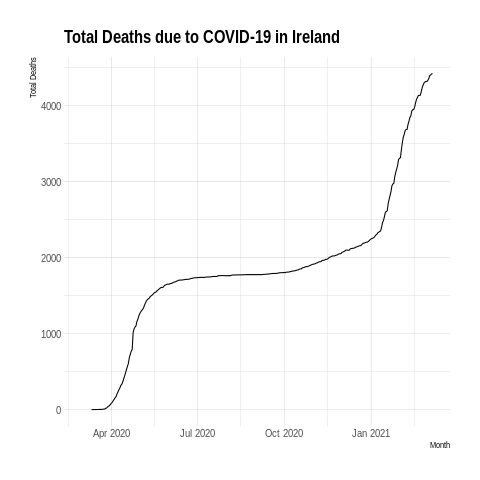 Total Deaths due to COVID-19 in Ireland
Total Deaths
4000
3000
2000
1000
0
Apr 2020 Jul 2020 Oct 2020 Jan 2021
Month